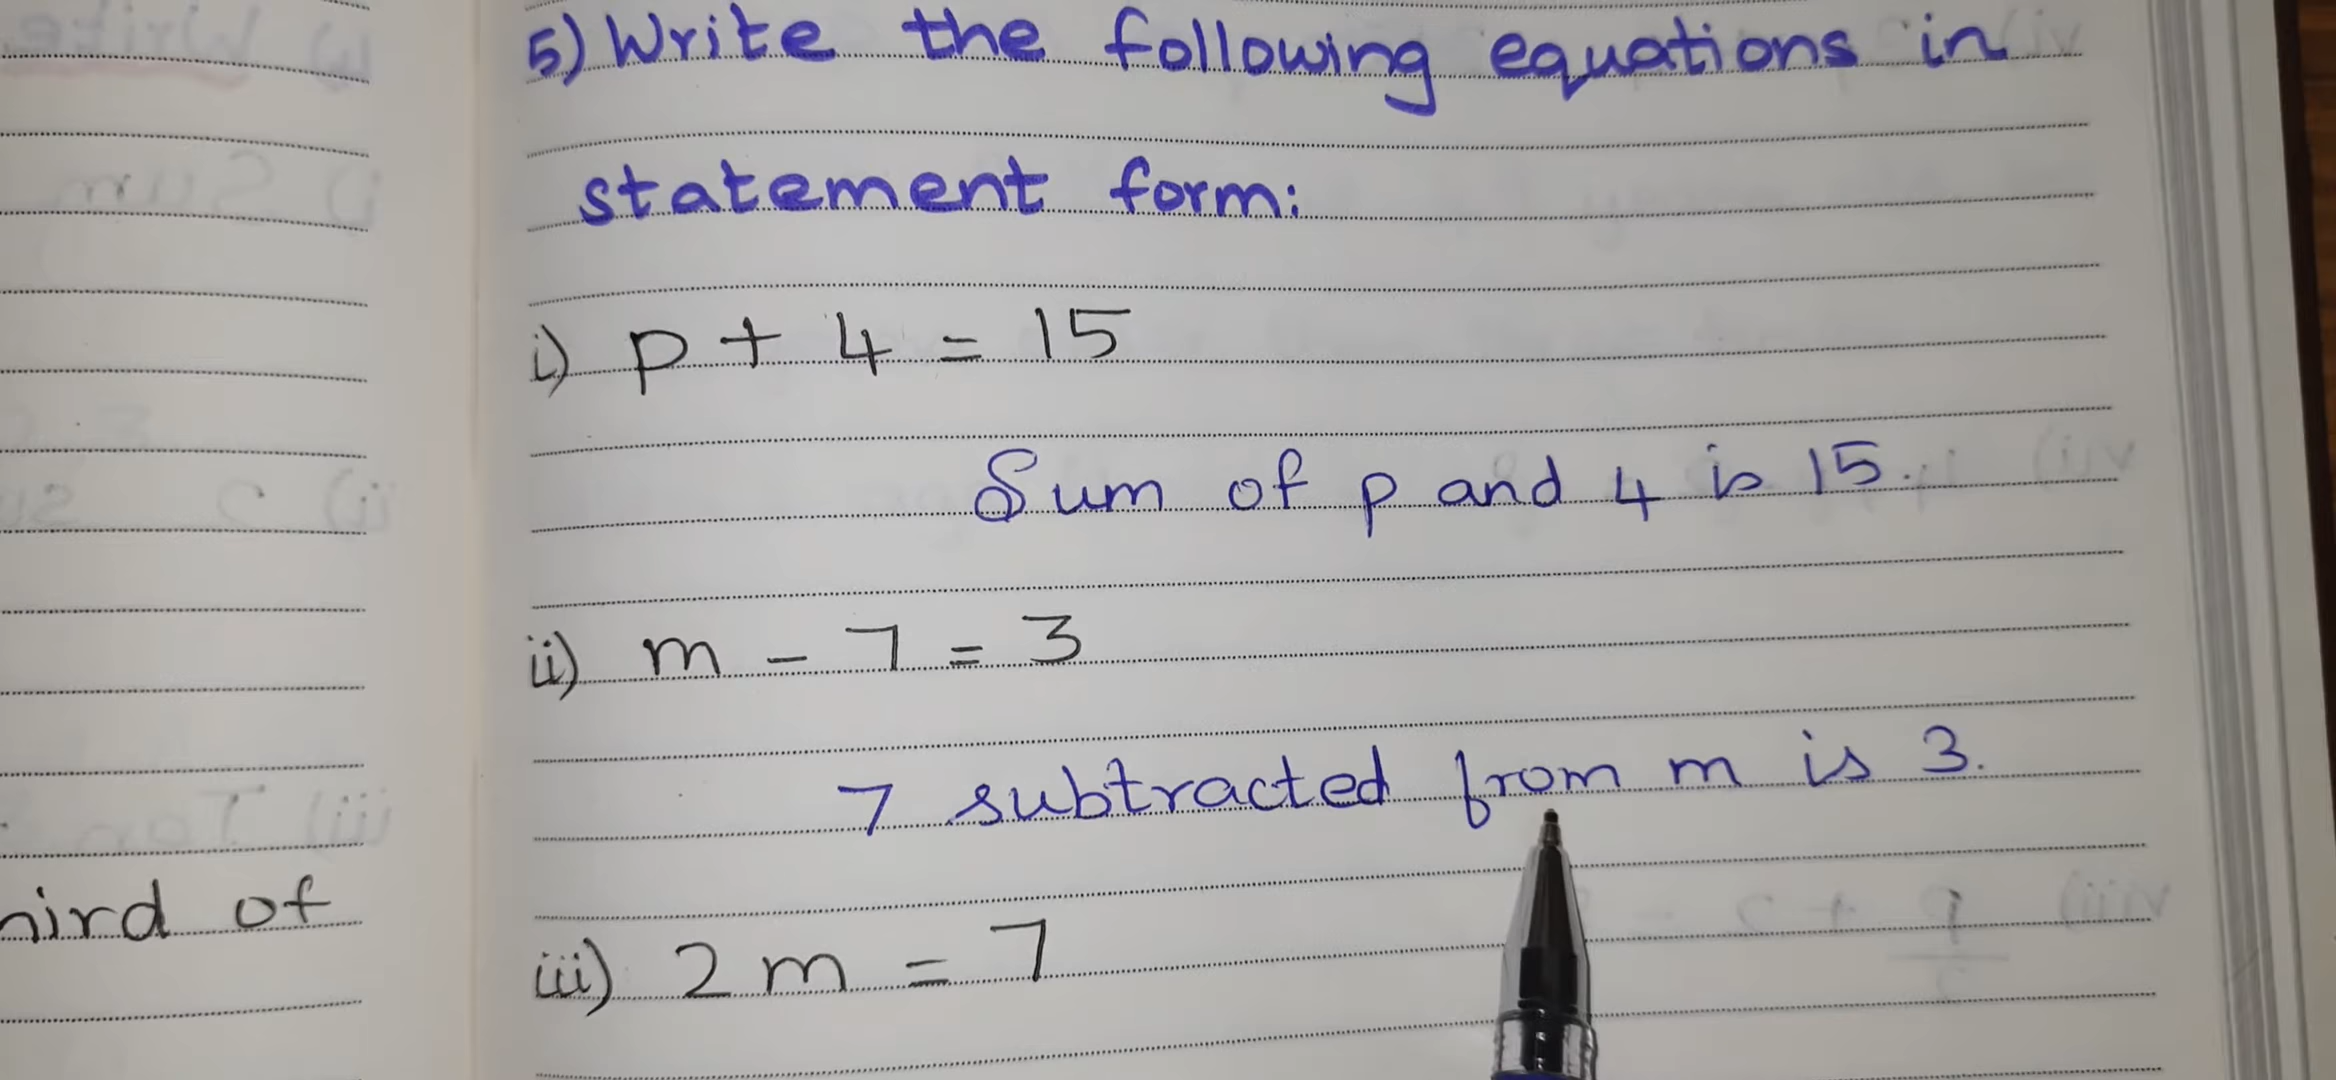 5) Write the following equations in
statement form:
i) p + 4 = 15
Sum of p and 4 is 15.
ii) m - 7 = 3
7 subtracted from m is 3.
of
iii) 2m = 7